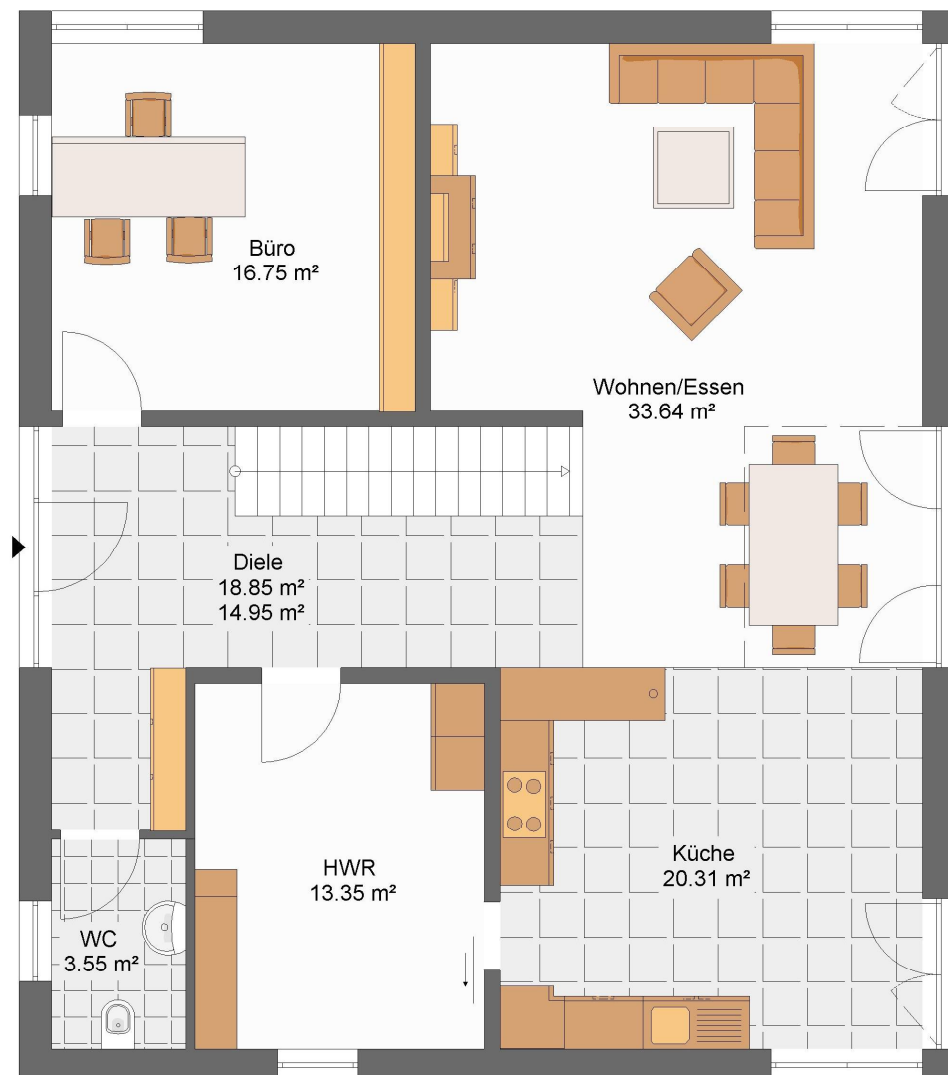 Büro
16.75 m²
Wohnen/Essen
33.64 m²
Diele
18.85 m²
14.95 m²
HWR
13.35 m²
Küche
20.31 m²
WC
3.55 m²